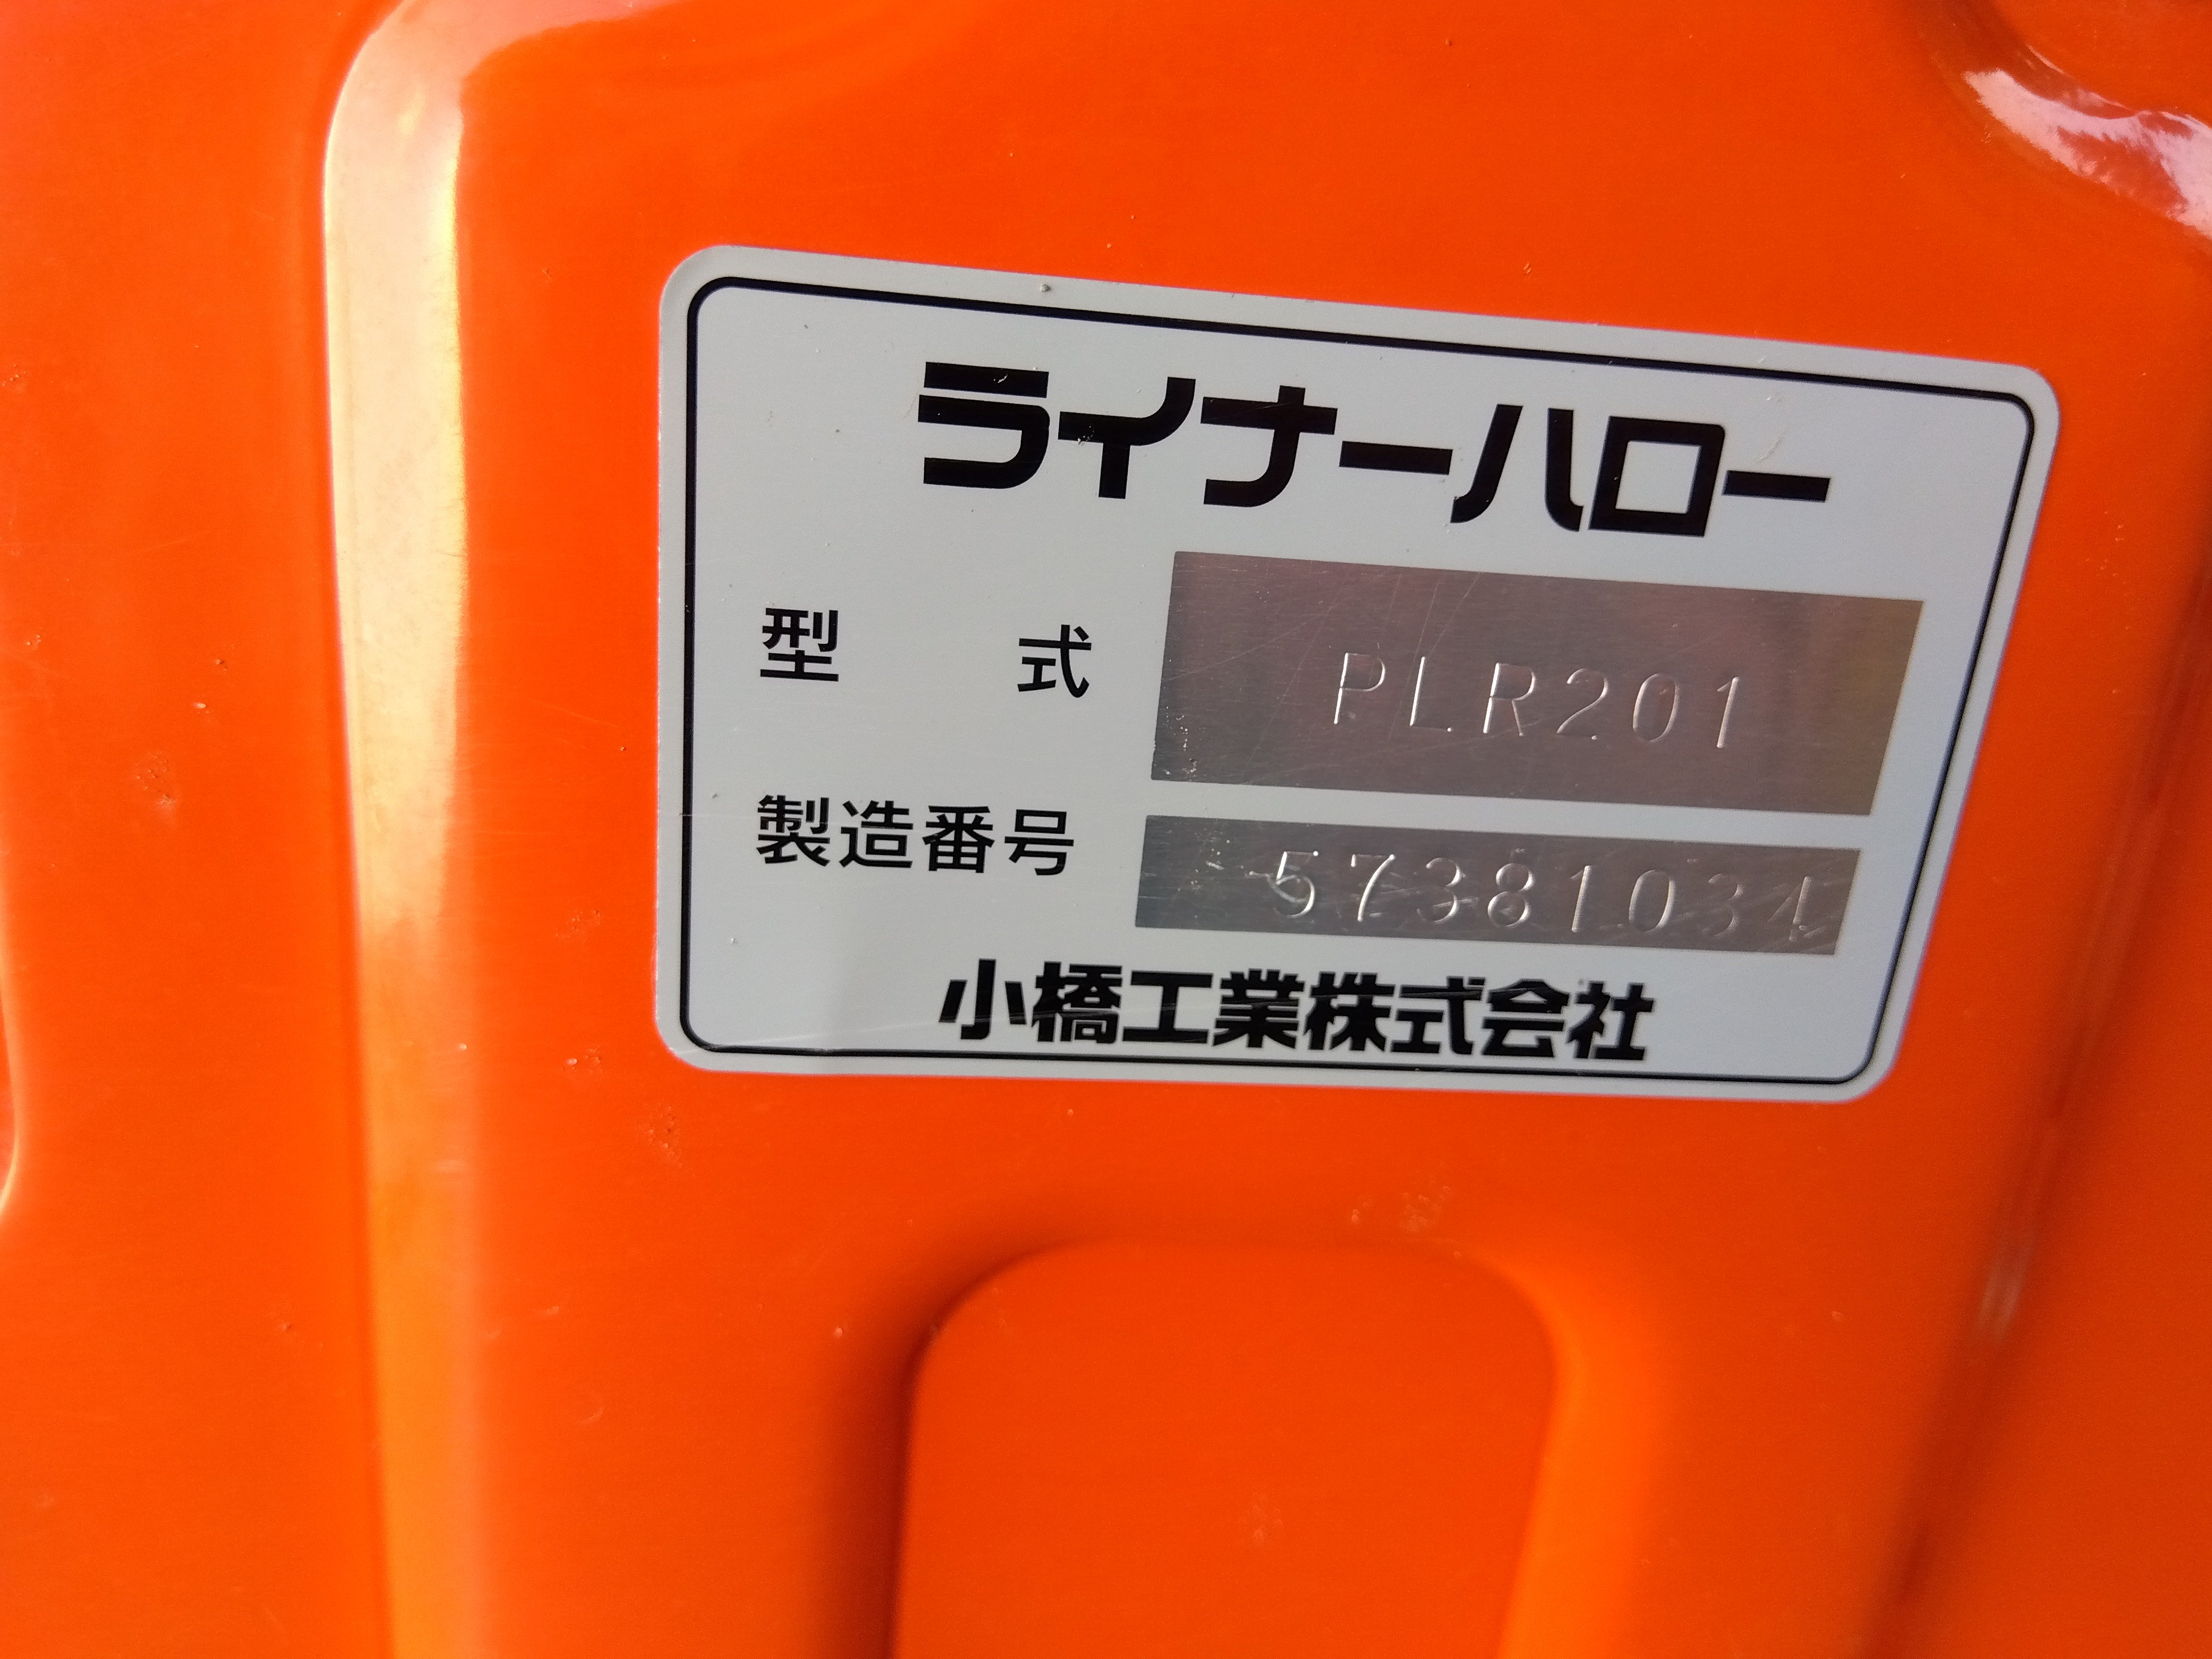 ライナーハロー
型式 PLR201
製造番号 57381034
小橋工業株式会社